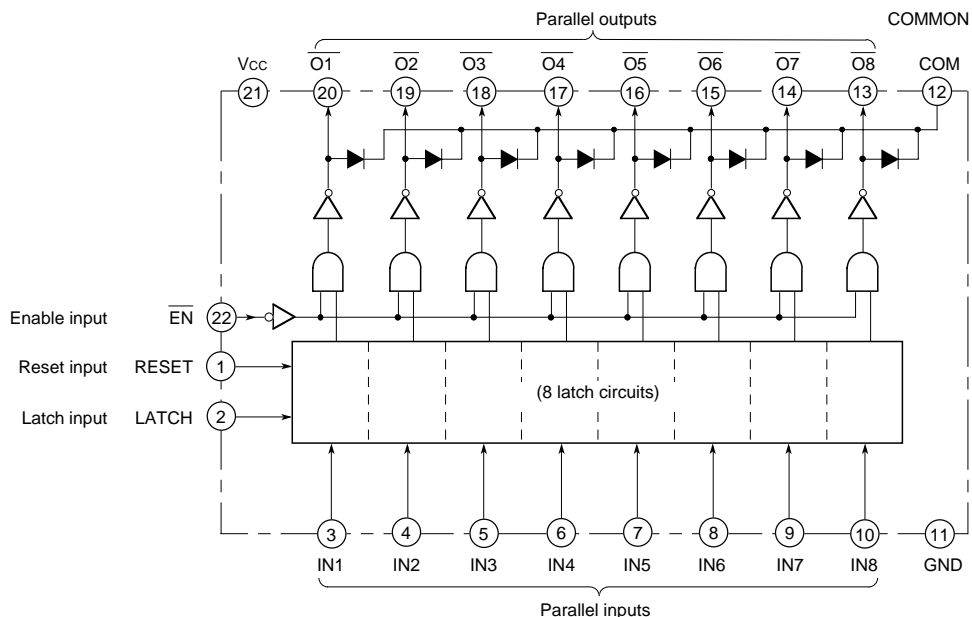 Parallel outputs
COMMON
VCC O1 O2 O3 O4 O5 O6 O7 O8 COM
21 20 19 18 17 16 15 14 13 12
Enable input EN 22
Reset input RESET 1
Latch input LATCH 2
(8 latch circuits)
3 4 5 6 7 8 9 10 11
IN1 IN2 IN3 IN4 IN5 IN6 IN7 IN8 GND
Parallel inputs